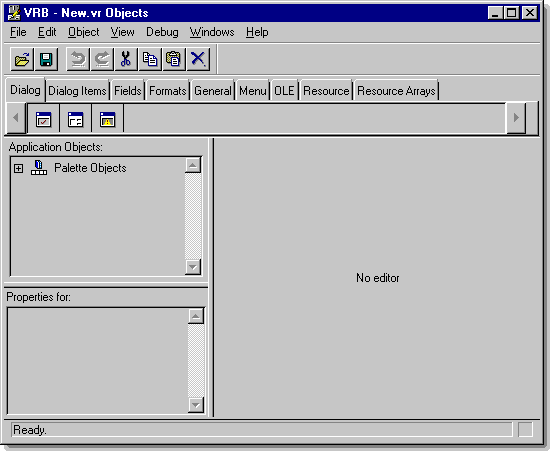 VRB - New.vr Objects
File Edit Object View Debug Windows Help
Dialog Dialog Items Fields Formats General Menu OLE Resource Resource Arrays
Application Objects:
Palette Objects
No editor
Properties for:
Ready.